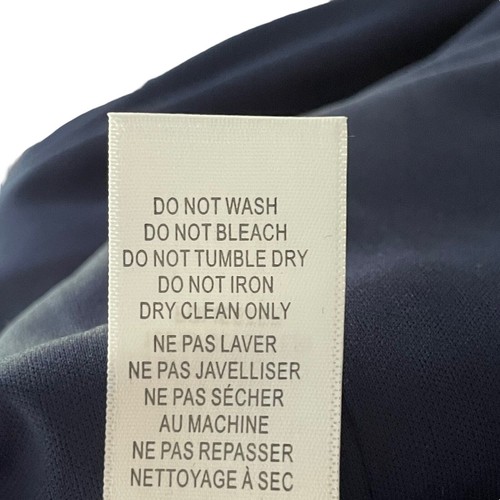 DO NOT WASH
DO NOT BLEACH
DO NOT TUMBLE DRY
DO NOT IRON
DRY CLEAN ONLY
NE PAS LAVER
NE PAS JAVELLISER
NE PAS SÉCHER
AU MACHINE
NE PAS REPASSER
NETTOYAGE À SEC